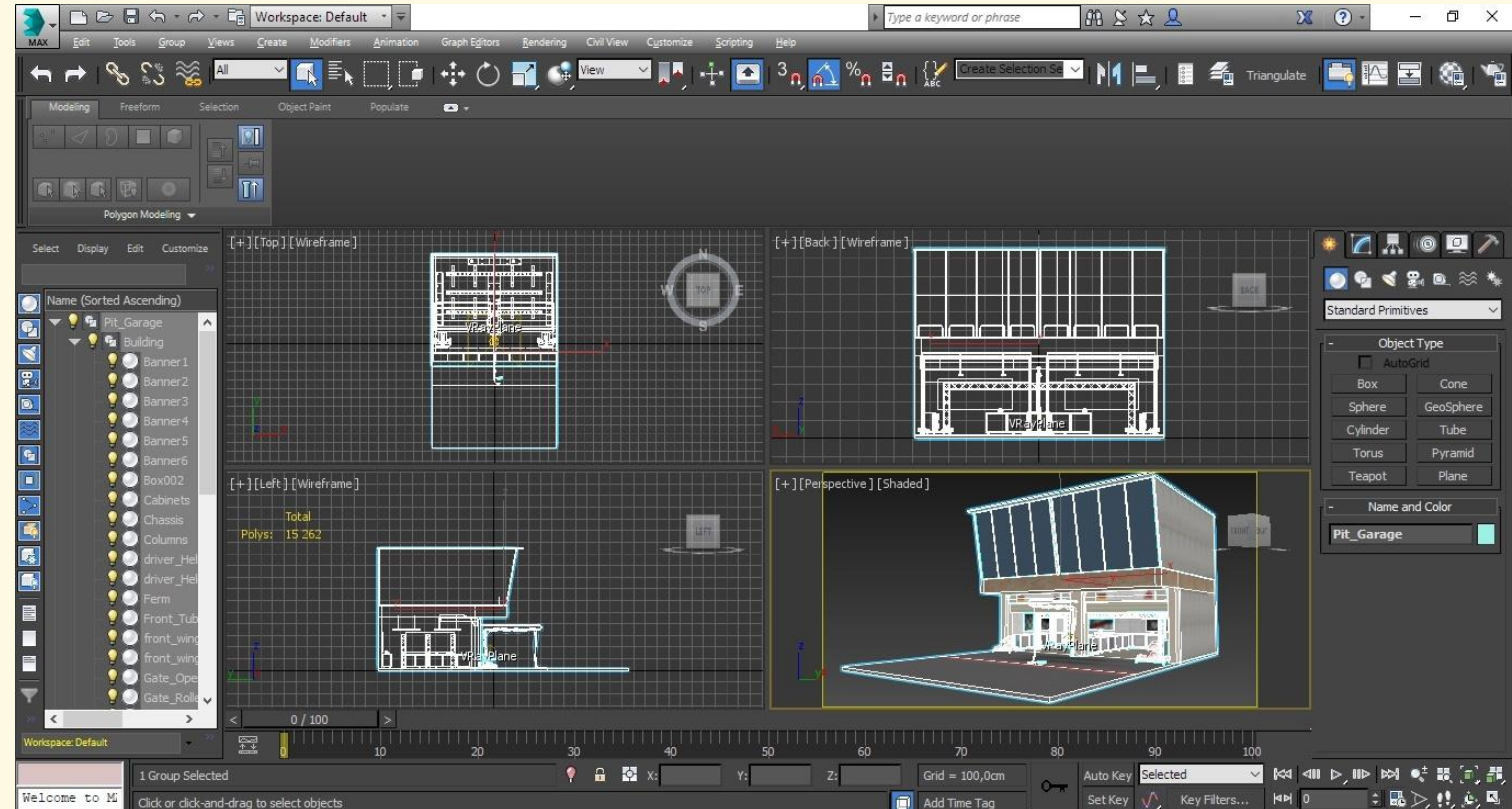 Workspace: Default
Type a keyword or phrase
MAX
Edit Tools Group Views Create Modifiers Animation Graph Editors Rendering Civil View Customize Scripting Help
All
View
3
%
ABC
Create Selection Se
Triangulate
Modeling Freeform Selection Object Paint Populate
Polygon Modeling
Select Display Edit Customize
Name (Sorted Ascending)
Pit_Garage
Building
Banner1
Banner2
Banner3
Banner4
Banner5
Banner6
Box002
Cabinets
Chassis
Columns
driver_Hel
driver_Hel
Ferm
Front_Tub
front_wing
front_wing
Gate_Ope
Gate_Rolle
Workspace: Default
[+][Top][Wireframe]
VRayPlane
N
W TOP E
S
x
[+][Back][Wireframe]
BACK
VRayPlane
z
[+][Left][Wireframe]
Total
Polys: 15 262
LEFT
VRayPlane
z
y
[+][Perspective][Shaded]
VRayPlane
z
Standard Primitives
- Object Type
AutoGrid
Box Cone
Sphere GeoSphere
Cylinder Tube
Torus Pyramid
Teapot Plane
- Name and Color
Pit_Garage
< 0 / 100 >
0 10 20 30 40 50 60 70 80 90 100
1 Group Selected
X: Y: Z:
Grid = 100,0cm
Auto Key
Selected
Welcome to M
Click or click-and-drag to select objects
Add Time Tag
Set Key
Key Filters...
0